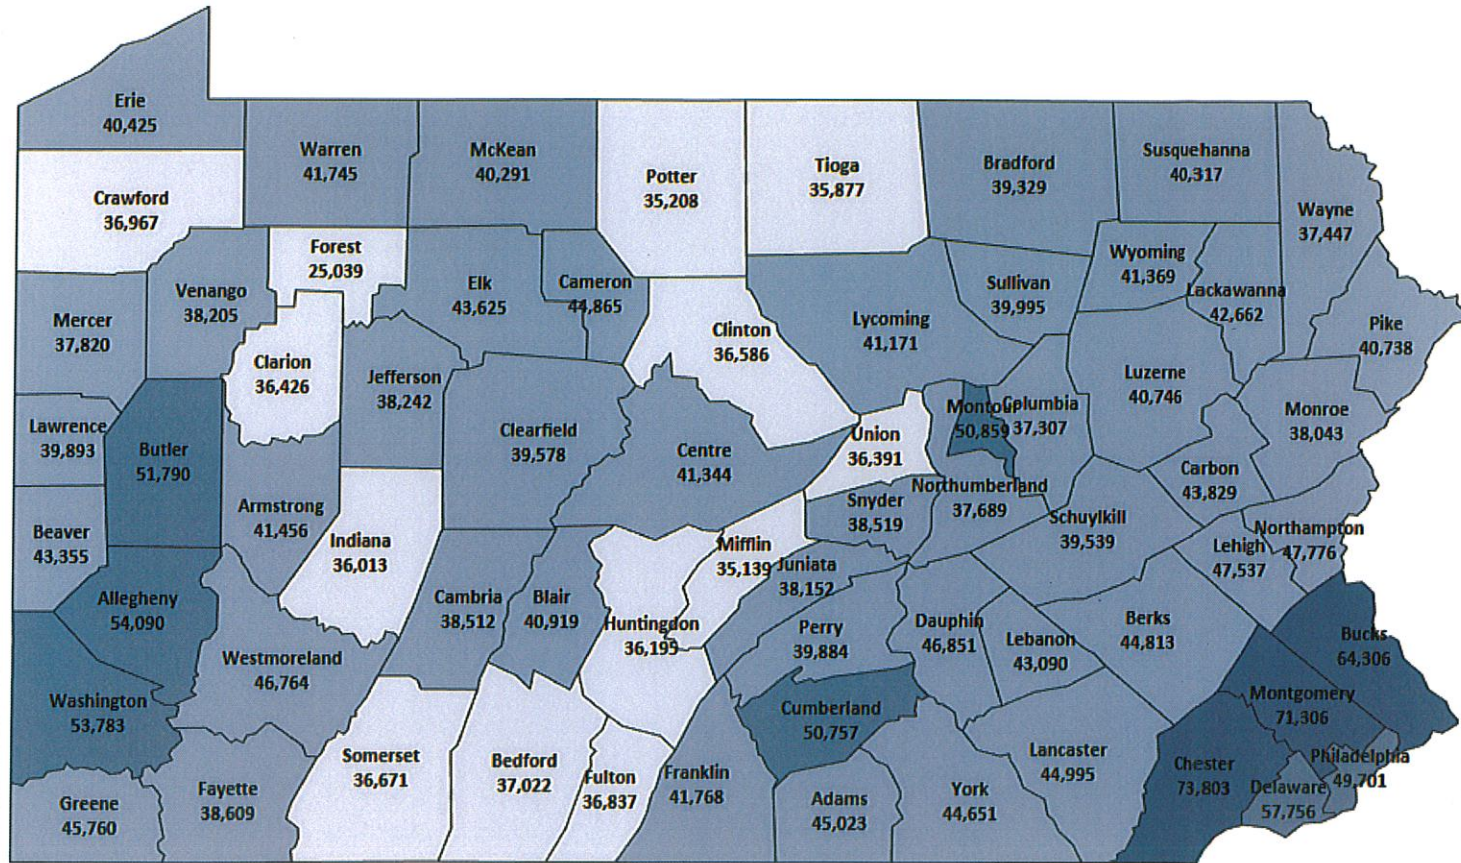 Erie
40,425
Warren
41,745
McKean
40,291
Potter
35,208
Tioga
35,877
Bradford
39,329
Susquehanna
40,317
Crawford
36,967
Wayne
37,447
Forest
25,039
Wyoming
41,369
Venango
38,205
Elk
43,625
Cameron
44,865
Sullivan
39,995
Lackawanna
42,662
Mercer
37,820
Clinton
36,586
Lycoming
41,171
Pike
40,738
Clarion
36,426
Jefferson
38,242
Luzerne
40,746
Lawrence
39,893
Butler
51,790
Clearfield
39,578
Centre
41,344
Union
36,391
Montour
50,859
Columbia
37,307
Monroe
38,043
Carbon
43,829
Armstrong
41,456
Snyder
38,519
Northumberland
37,689
Beaver
43,355
Indiana
36,013
Mifflin
35,139
Schuylkill
39,539
Lehigh
47,537
Northampton
47,776
Juniata
38,152
Allegheny
54,090
Cambria
38,512
Blair
40,919
Huntingdon
36,195
Perry
39,884
Dauphin
46,851
Lebanon
43,090
Berks
44,813
Bucks
64,306
Westmoreland
46,764
Washington
53,783
Cumberland
50,757
Montgomery
71,306
Somerset
36,671
Bedford
37,022
Fulton
36,837
Franklin
41,768
Lancaster
44,995
Chester
73,803
Philadelphia
49,701
Delaware
57,756
Greene
45,760
Fayette
38,609
Adams
45,023
York
44,651